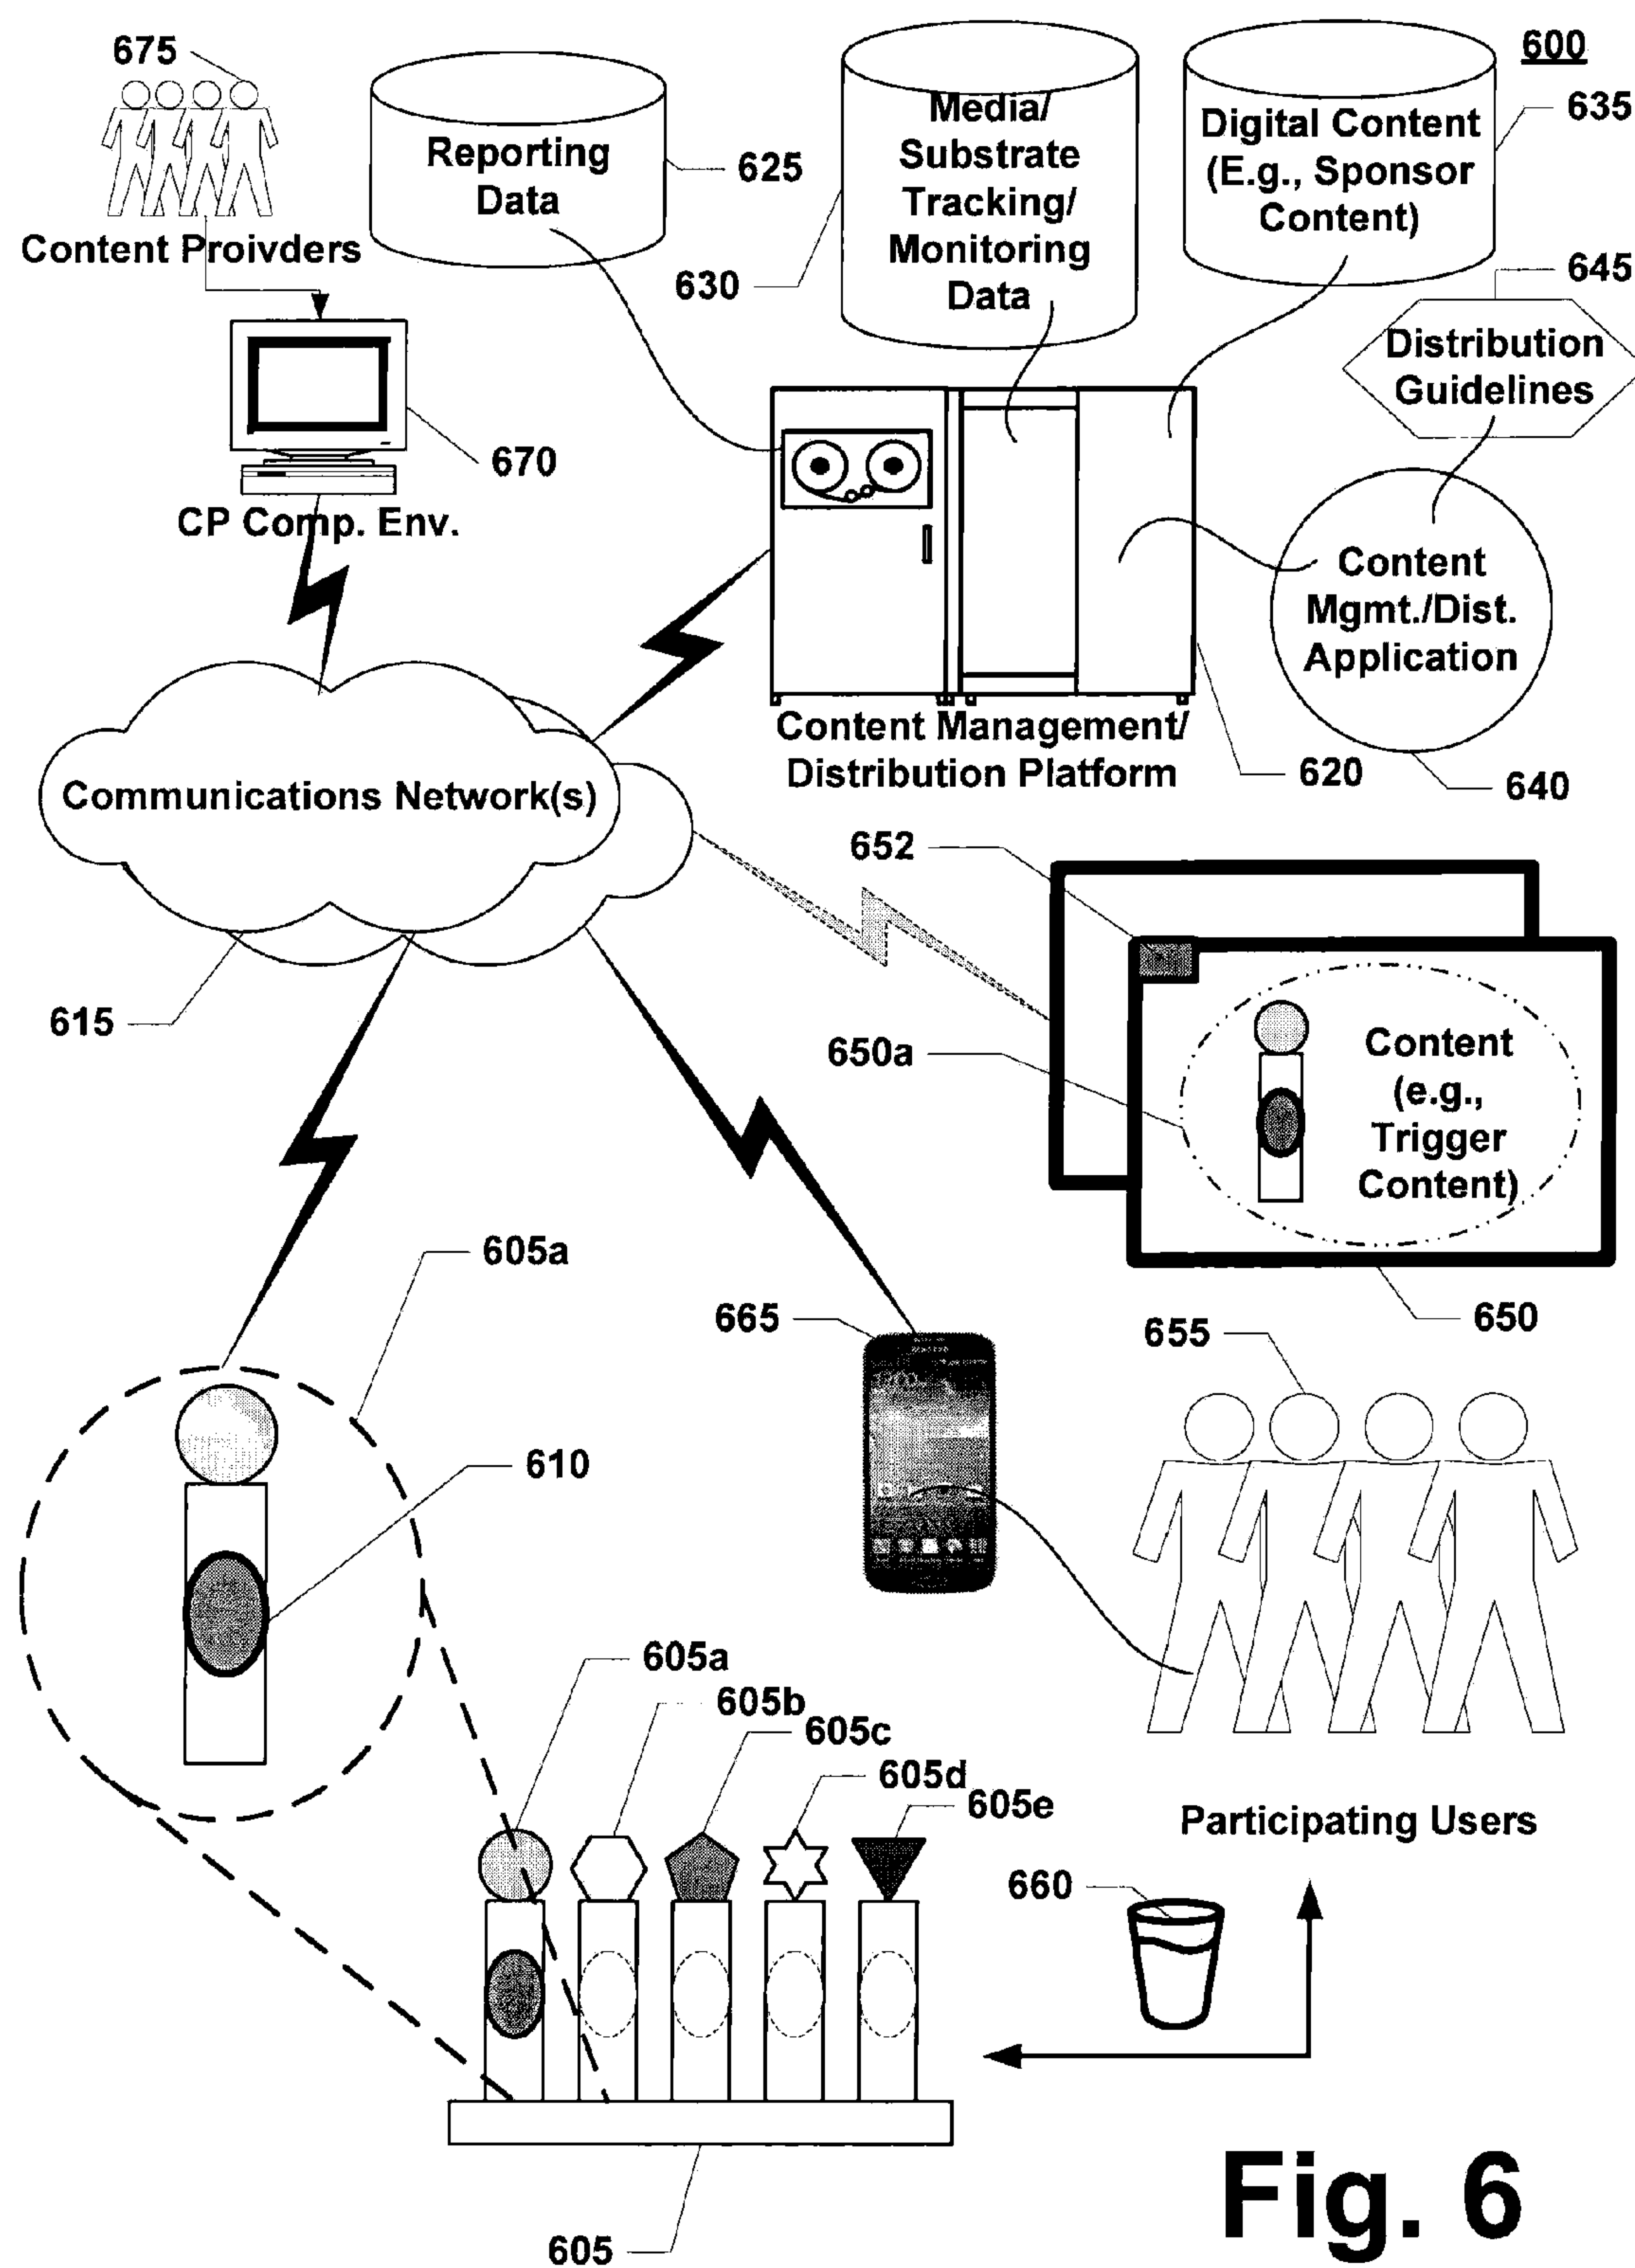 675
600
Reporting
Data
625
Media/
Substrate
Tracking/
Monitoring
Data
630
Digital Content
(E.g., Sponsor
Content)
635
Content Proivders
645
Distribution
Guidelines
670
CP Comp. Env.
Content
Mgmt./Dist.
Application
Content Management/
Distribution Platform
620
640
Communications Network(s)
652
615
650a
Content
(e.g.,
Trigger
Content)
605a
665
650
655
610
605a
605b
605c
605d
605e
Participating Users
660
605
Fig. 6